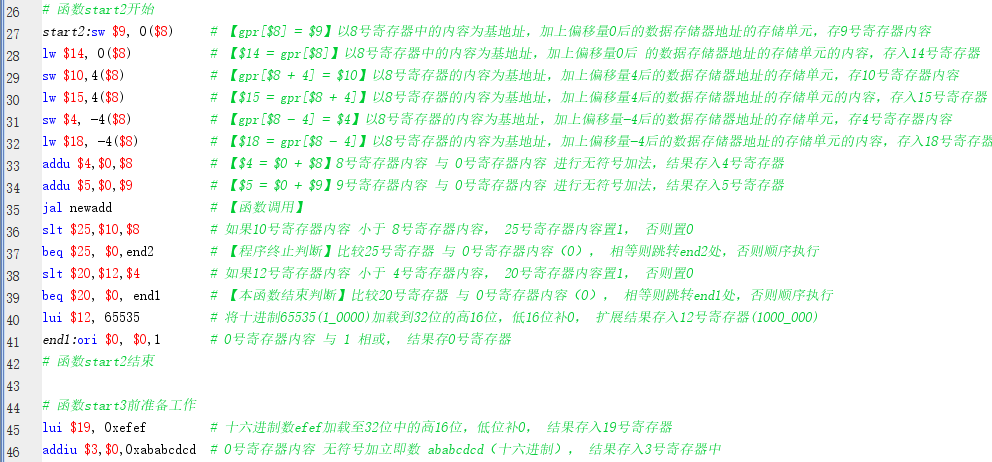 26 # 函数start2开始
27 start2:sw $9, 0($8) # 【gpr[$8] = $9】以8号寄存器中的内容为基地址，加上偏移量0后的数据存储器地址的存储单元，存9号寄存器内容
28 lw $14, 0($8) # 【$14 = gpr[$8]】以8号寄存器中的内容为基地址，加上偏移量0后 的数据存储器地址的存储单元的内容，存入14号寄存器
29 sw $10,4($8) # 【gpr[$8 + 4] = $10】以8号寄存器的内容为基地址，加上偏移量4后的数据存储器地址的存储单元，存10号寄存器内容
30 lw $15,4($8) # 【$15 = gpr[$8 + 4]】以8号寄存器的内容为基地址，加上偏移量4后的数据存储器地址的存储单元的内容，存入15号寄存器
31 sw $4, -4($8) # 【gpr[$8 - 4] = $4】以8号寄存器的内容为基地址，加上偏移量-4后的数据存储器地址的存储单元，存4号寄存器内容
32 lw $18, -4($8) # 【$18 = gpr[$8 - 4]】以8号寄存器的内容为基地址，加上偏移量-4后的数据存储器地址的存储单元的内容，存入18号寄存器
33 addu $4,$0,$8 # 【$4 = $0 + $8】8号寄存器内容 与 0号寄存器内容 进行无符号加法，结果存入4号寄存器
34 addu $5,$0,$9 # 【$5 = $0 + $9】9号寄存器内容 与 0号寄存器内容 进行无符号加法，结果存入5号寄存器
35 jal newadd # 【函数调用】
36 slt $25,$10,$8 # 如果10号寄存器内容 小于 8号寄存器内容， 25号寄存器内容置1， 否则置0
37 beq $25, $0,end2 # 【程序终止判断】比较25号寄存器 与 0号寄存器内容（0）， 相等则跳转end2处，否则顺序执行
38 slt $20,$12,$4 # 如果12号寄存器内容 小于 4号寄存器内容， 20号寄存器内容置1， 否则置0
39 beq $20, $0, end1 # 【本函数结束判断】比较20号寄存器 与 0号寄存器内容（0）， 相等则跳转end1处，否则顺序执行
40 lui $12, 65535 # 将十进制65535(1_0000)加载到32位的高16位，低16位补0， 扩展结果存入12号寄存器(1000_000)
41 end1:ori $0, $0,1 # 0号寄存器内容 与 1 相或， 结果存0号寄存器
42 # 函数start2结束
43
44 # 函数start3前准备工作
45 lui $19, 0xefef # 十六进制数efef加载至32位中的高16位，低位补0， 结果存入19号寄存器
46 addiu $3,$0,0xababcdcd # 0号寄存器内容 无符号加立即数 ababcdcd（十六进制）， 结果存入3号寄存器中